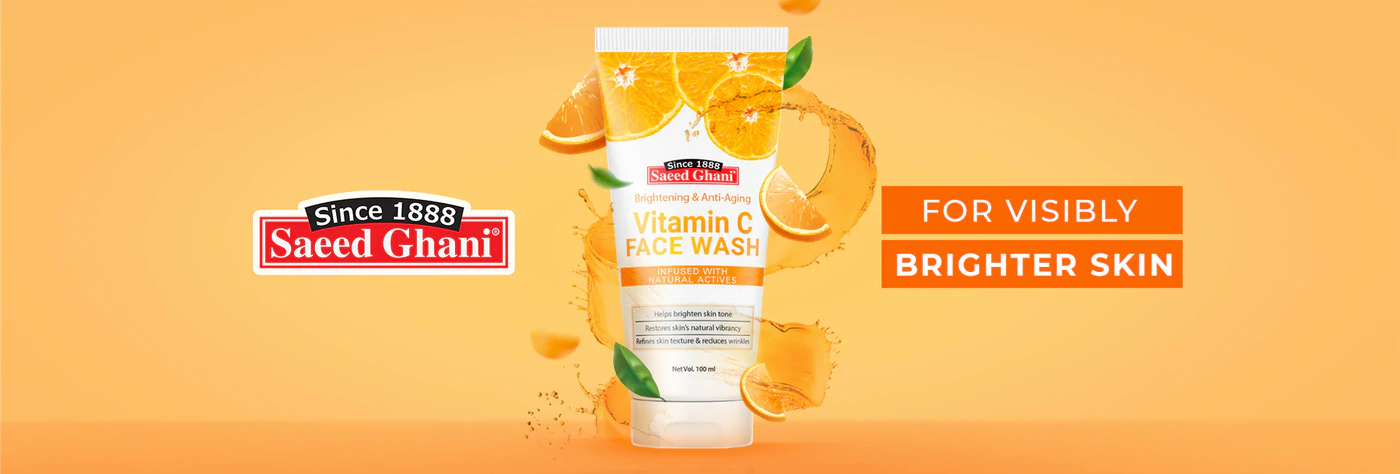 Since 1888
Saeed Ghani®
Since 1888
Saeed Ghani®
Brightening & Anti-Aging
Vitamin C
FACE WASH
INFUSED WITH
NATURAL ACTIVES
Helps brighten skin tone
Restores skin's natural vibrancy
Refines skin texture & reduces wrinkles
Net Vol. 100 ml
FOR VISIBLY
BRIGHTER SKIN